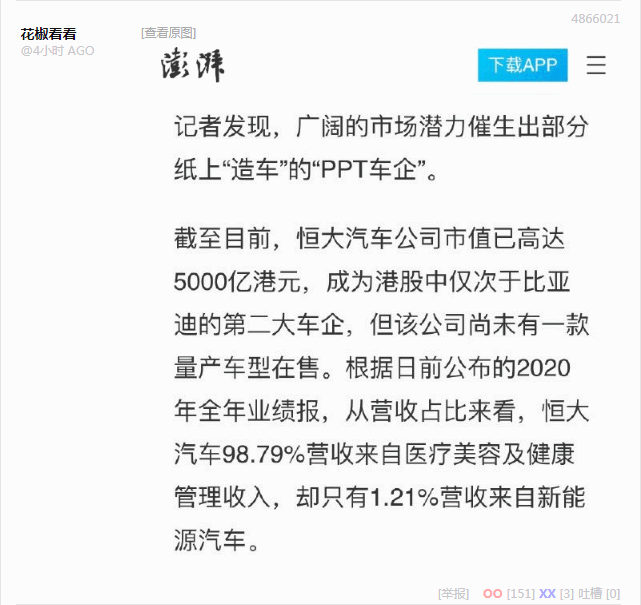 花椒看看
[查看原图]
4866021
@4小时 AGO
澎湃
下载APP
记者发现，广阔的市场潜力催生出部分
纸上“造车”的“PPT车企”。
截至目前，恒大汽车公司市值已高达
5000亿港元，成为港股中仅次于比亚
迪的第二大车企，但该公司尚未有一款
量产车型在售。根据日前公布的2020
年全年业绩报，从营收占比来看，恒大
汽车98.79%营收来自医疗美容及健康
管理收入，却只有1.21%营收来自新能
源汽车。
[举报] OO [151] XX [3] 吐槽 [0]